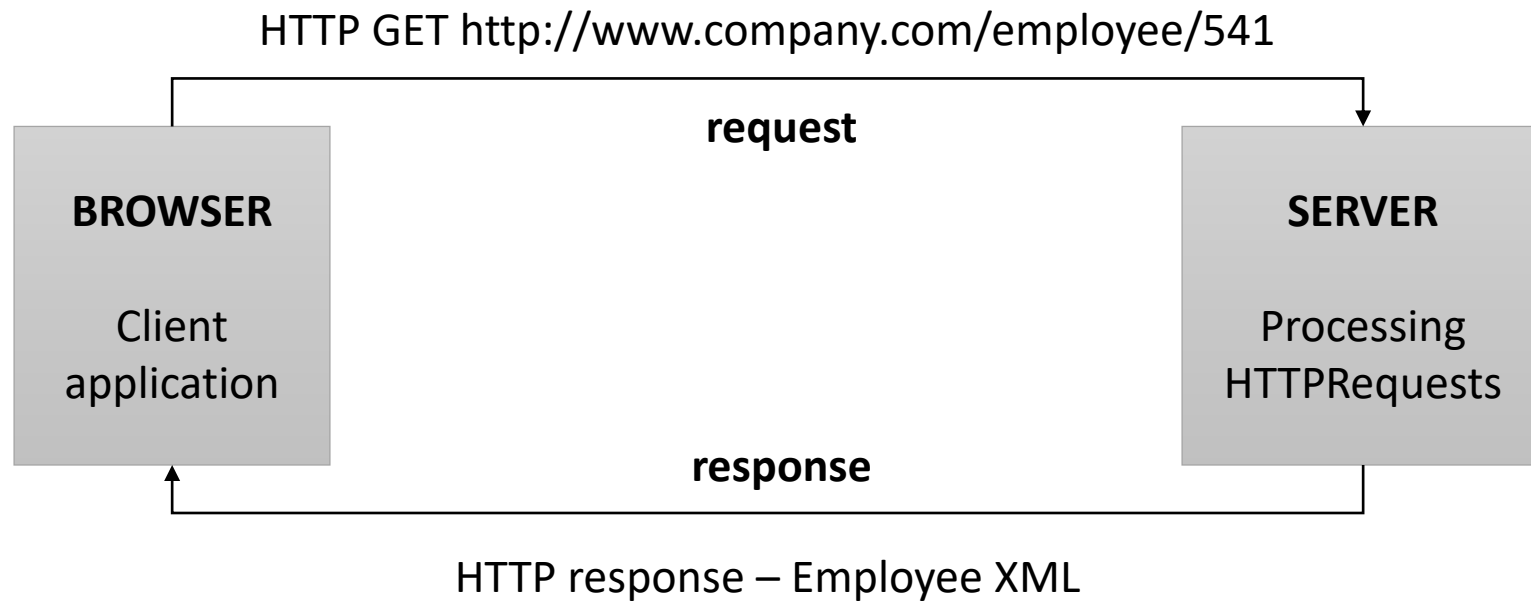 HTTP GET http://www.company.com/employee/541
request
BROWSER
Client
application
SERVER
Processing
HTTPRequests
response
HTTP response – Employee XML